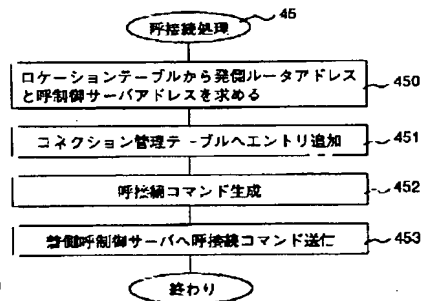 呼接続処理
45
ロケーションテーブルから発側ルータアドレス
と呼制御サーバアドレスを求める
450
コネクション管理テーブルへエントリ追加
451
呼接続コマンド生成
452
着側呼制御サーバへ呼接続コマンド送信
453
終わり